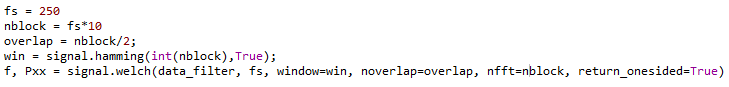 fs = 250
nblock = fs*10
overlap = nblock/2;
win = signal.hamming(int(nblock),True);
f, Pxx = signal.welch(data_filter, fs, window=win, noverlap=overlap, nfft=nblock, return_onesided=True)